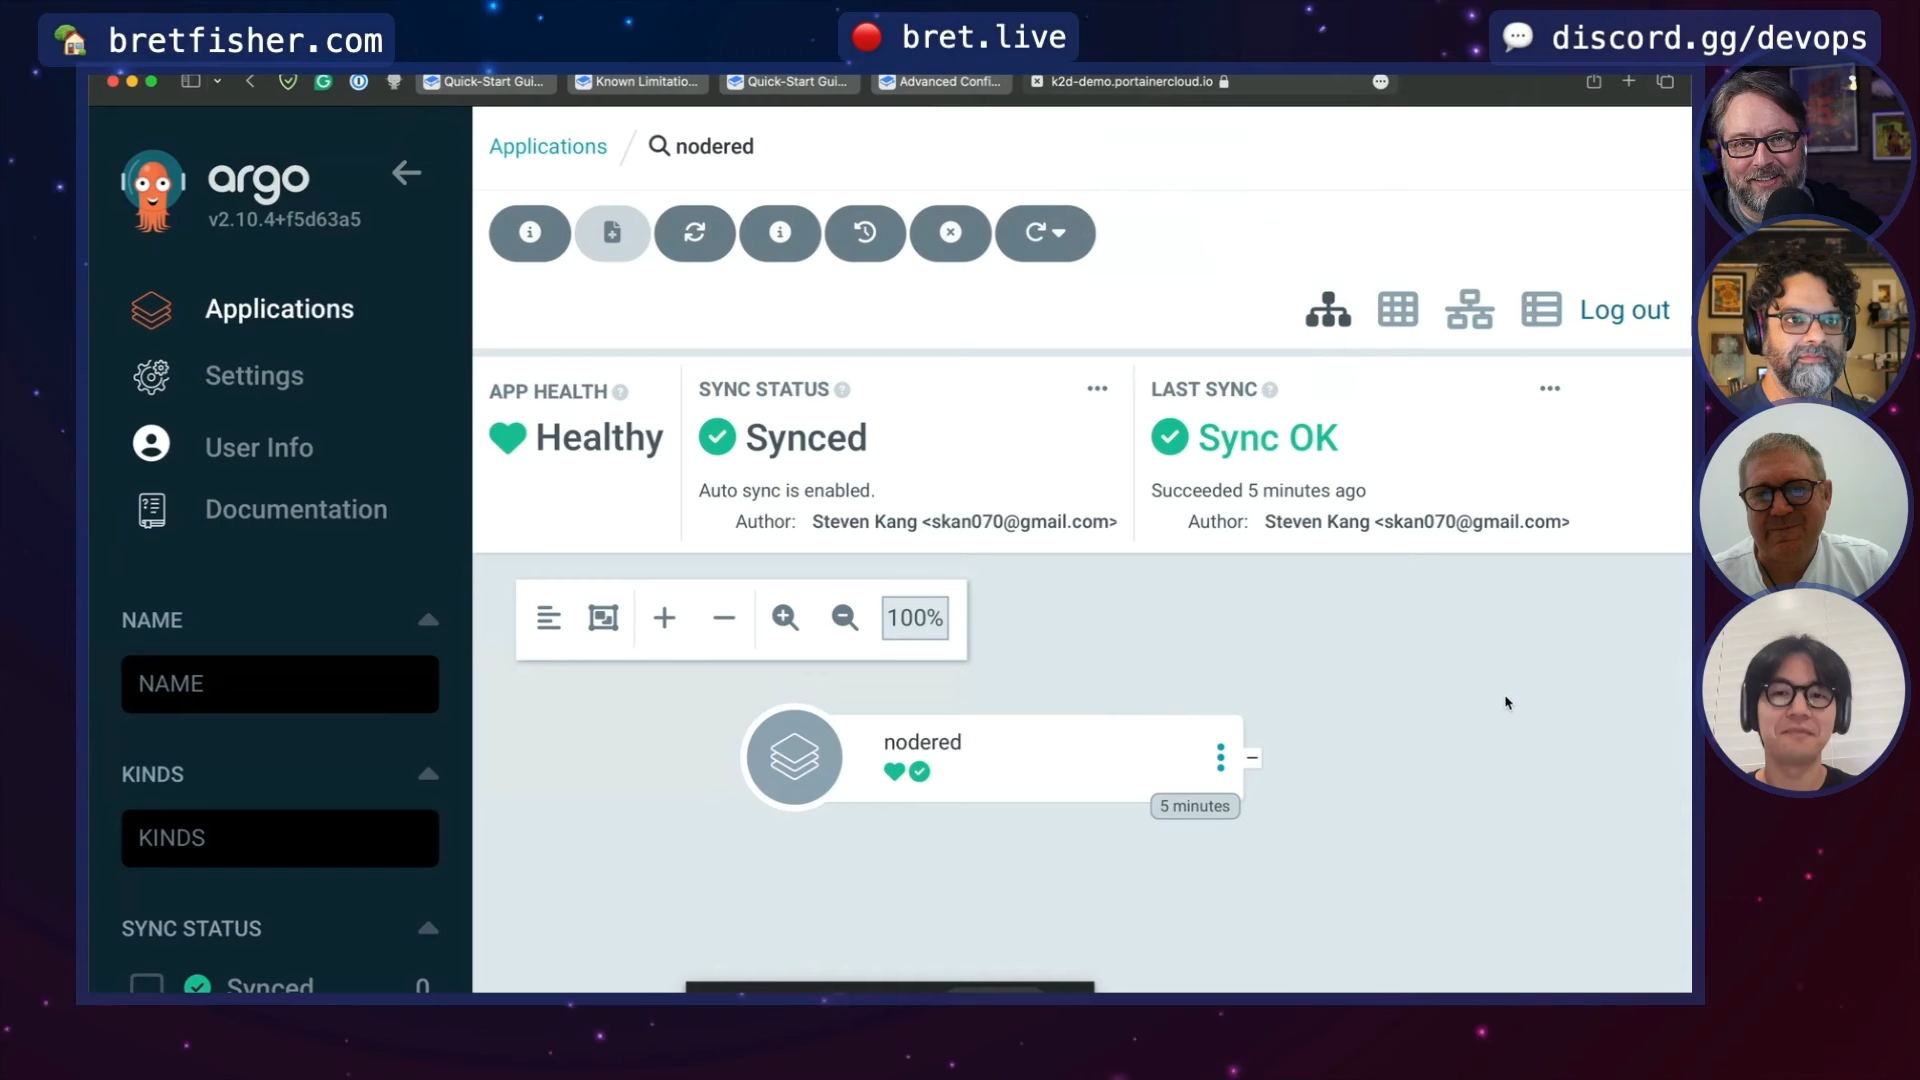 bretfisher.com
bret.live
discord.gg/devops
Quick-Start Gui...
Known Limitatio...
Quick-Start Gui...
Advanced Confi...
k2d-demo.portainercloud.io
argo
v2.10.4+f5d63a5
Applications
Settings
User Info
Documentation
NAME
NAME
KINDS
KINDS
SYNC STATUS
Synced 0
Applications / nodered
Log out
APP HEALTH
Healthy
SYNC STATUS
Synced
Auto sync is enabled.
Author: Steven Kang <skan070@gmail.com>
LAST SYNC
Sync OK
Succeeded 5 minutes ago
Author: Steven Kang <skan070@gmail.com>
100%
nodered
5 minutes